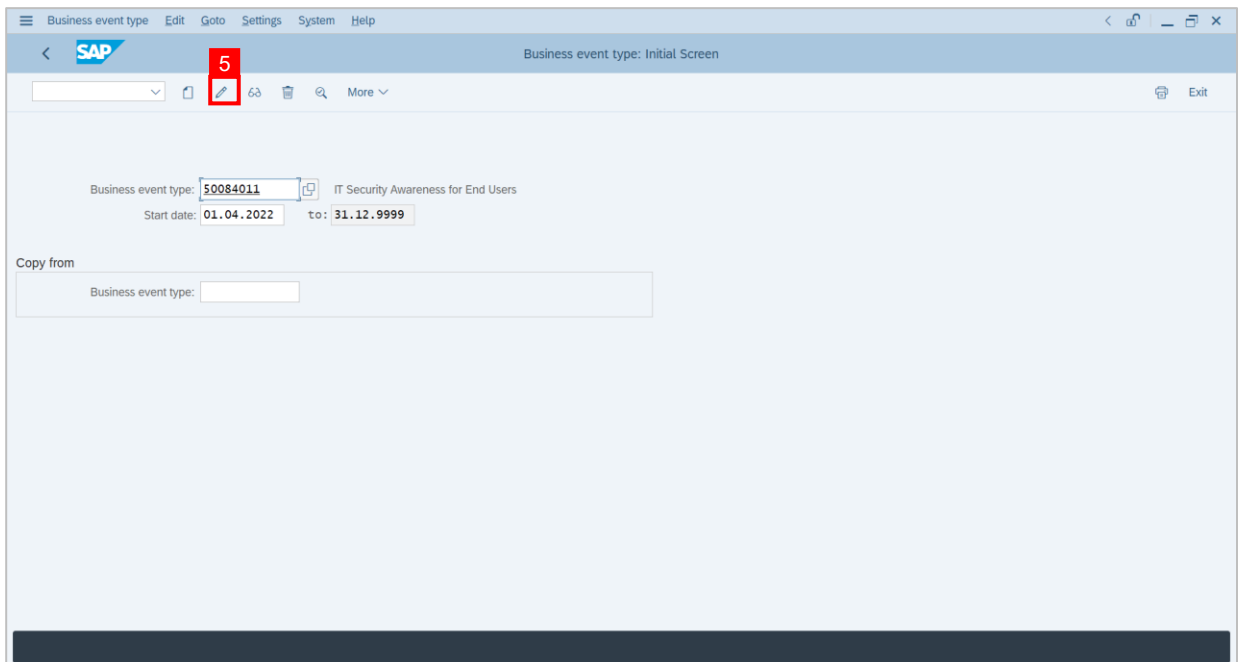 Business event type Edit Goto Settings System Help
SAP
Business event type: Initial Screen
5
More
Exit
Business event type: 50084011 IT Security Awareness for End Users
Start date: 01.04.2022 to: 31.12.9999
Copy from
Business event type: